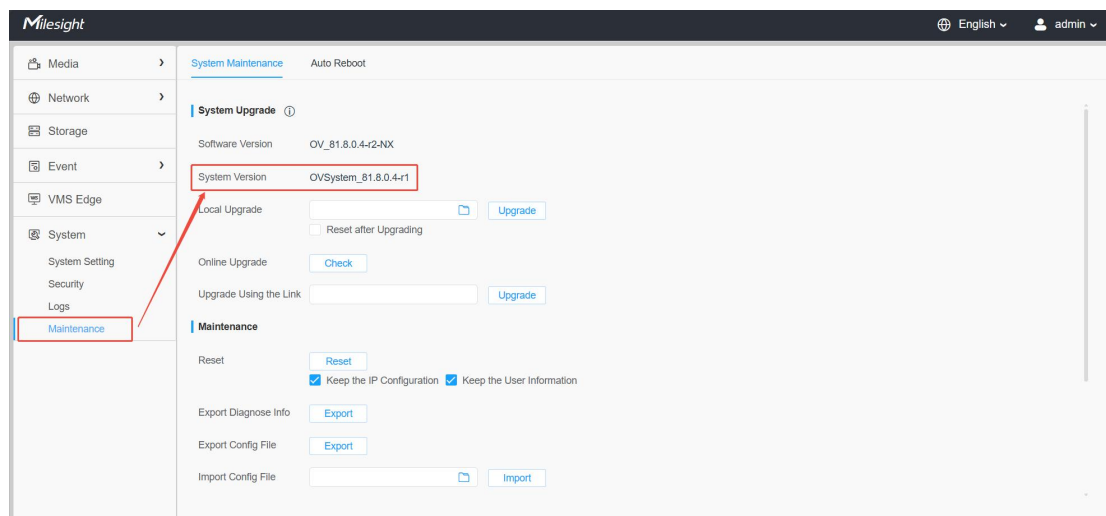 Milesight
English
admin
Media
Network
Storage
Event
VMS Edge
System
System Setting
Security
Logs
Maintenance
System Maintenance
Auto Reboot
System Upgrade
Software Version
OV_81.8.0.4-r2-NX
System Version
OVSystem_81.8.0.4-r1
Local Upgrade
Upgrade
Reset after Upgrading
Online Upgrade
Check
Upgrade Using the Link
Upgrade
Maintenance
Reset
Reset
Keep the IP Configuration
Keep the User Information
Export Diagnose Info
Export
Export Config File
Export
Import Config File
Import